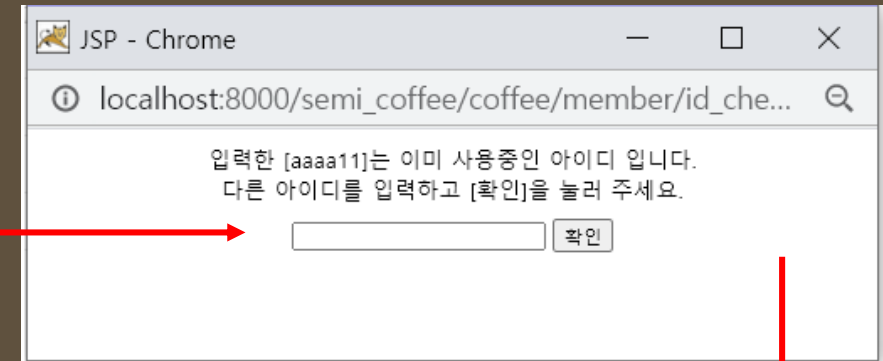 JSP - Chrome
localhost:8000/semi_coffee/coffee/member/id_che...
입력한 [aaaa11]는 이미 사용중인 아이디 입니다.
다른 아이디를 입력하고 [확인]을 눌러 주세요.
확인